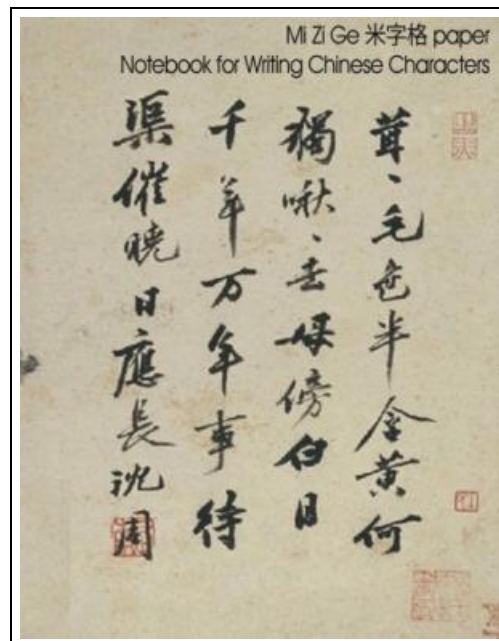 Mi Zi Ge 米字格 paper
Notebook for Writing Chinese Characters
茸、毛色半含黄何
獨啾、去母傍白日
千年万年事待
渠催曉日應長沈周